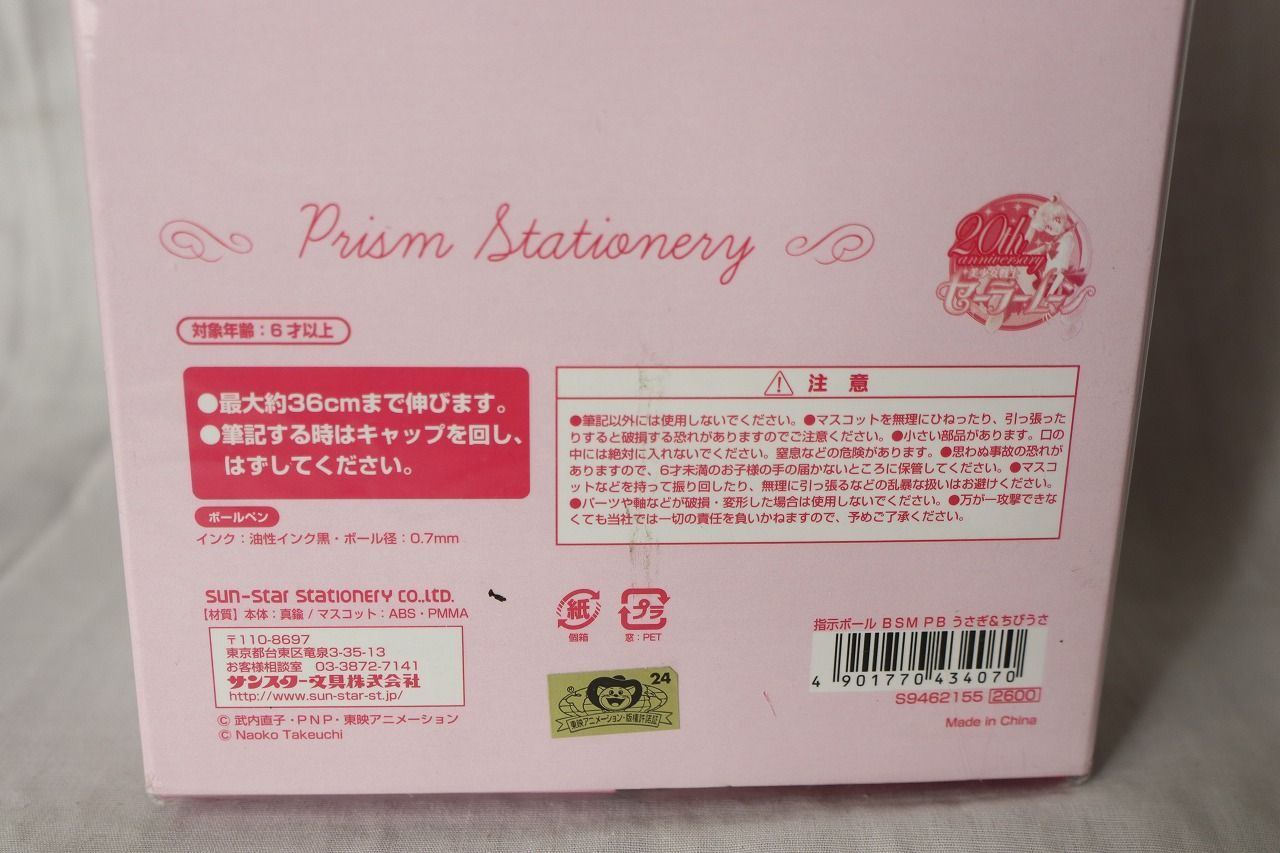 Prism Stationery
20th
anniversary
美少女戦士
セーラームーン
対象年齢：6才以上
●最大約36cmまで伸びます。
●筆記する時はキャップを回し、
はずしてください。
ボールペン
インク：油性インク黒・ボール径：0.7mm
注意
●筆記以外には使用しないでください。●マスコットを無理にひねったり、引っ張った
りすると破損する恐れがありますのでご注意ください。●小さい部品があります。口の
中には絶対に入れないでください。窒息などの危険があります。●思わぬ事故の恐れが
ありますので、6才未満のお子様の手の届かないところに保管してください。●マスコ
ットなどを持って振り回したり、無理に引っ張るなどの乱暴な扱いはお避けください。
●パーツや軸などが破損・変形した場合は使用しないでください。●万が一攻撃できな
くても当社では一切の責任を負いかねますので、予めご了承ください。
SUN-STAR STATIONERY CO.,LTD.
【材質】本体：真鍮 / マスコット：ABS・PMMA
〒110-8697
東京都台東区竜泉3-35-13
お客様相談室 03-3872-7141
サンスター文具株式会社
http://www.sun-star-st.jp/
© 武内直子・PNP・東映アニメーション
© Naoko Takeuchi
紙
個箱
プラ
窓：PET
24
東映アニメーション・版権許諾証
指示ボール BSM PB うさぎ&ちびうさ
4 901770 434070
S9462155 2600
Made in China